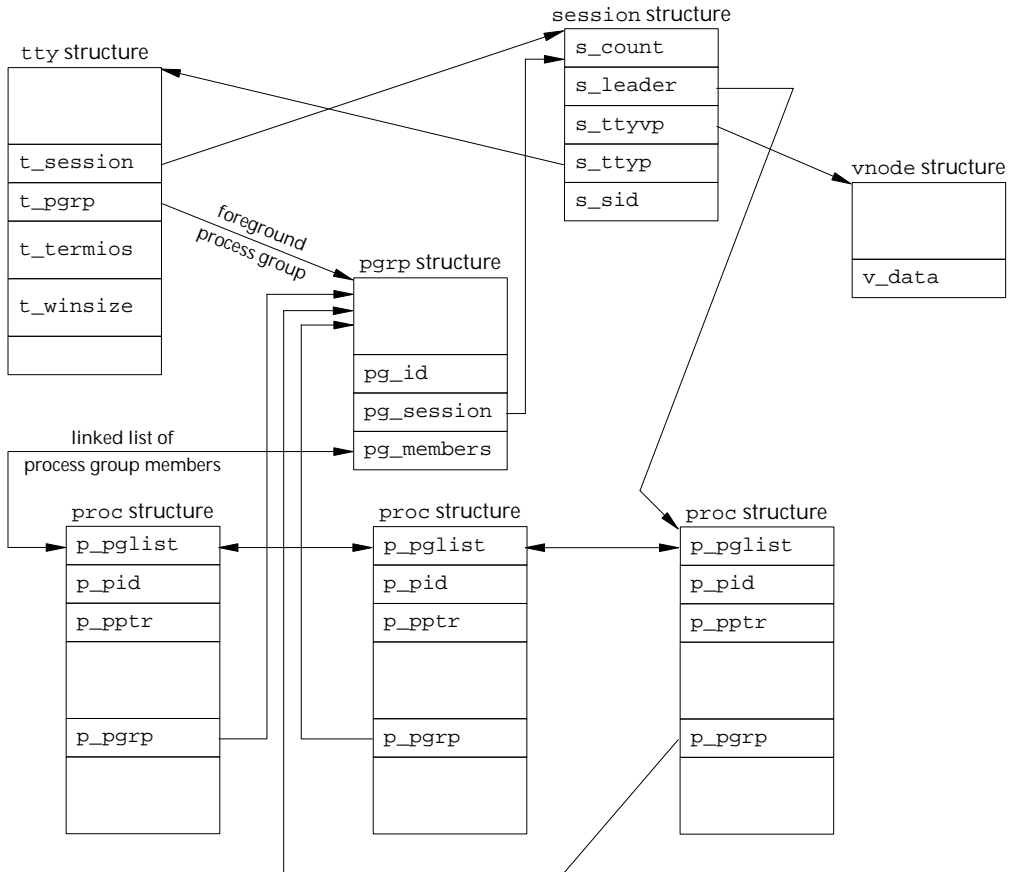 session structure
s_count
s_leader
s_ttyvp
s_ttyp
s_sid
tty structure
t_session
t_pgrp
t_termios
t_winsize
vnode structure
v_data
foreground
process group
pgrp structure
pg_id
pg_session
pg_members
linked list of
process group members
proc structure
p_pglist
p_pid
p_pptr
p_pgrp
proc structure
p_pglist
p_pid
p_pptr
p_pgrp
proc structure
p_pglist
p_pid
p_pptr
p_pgrp